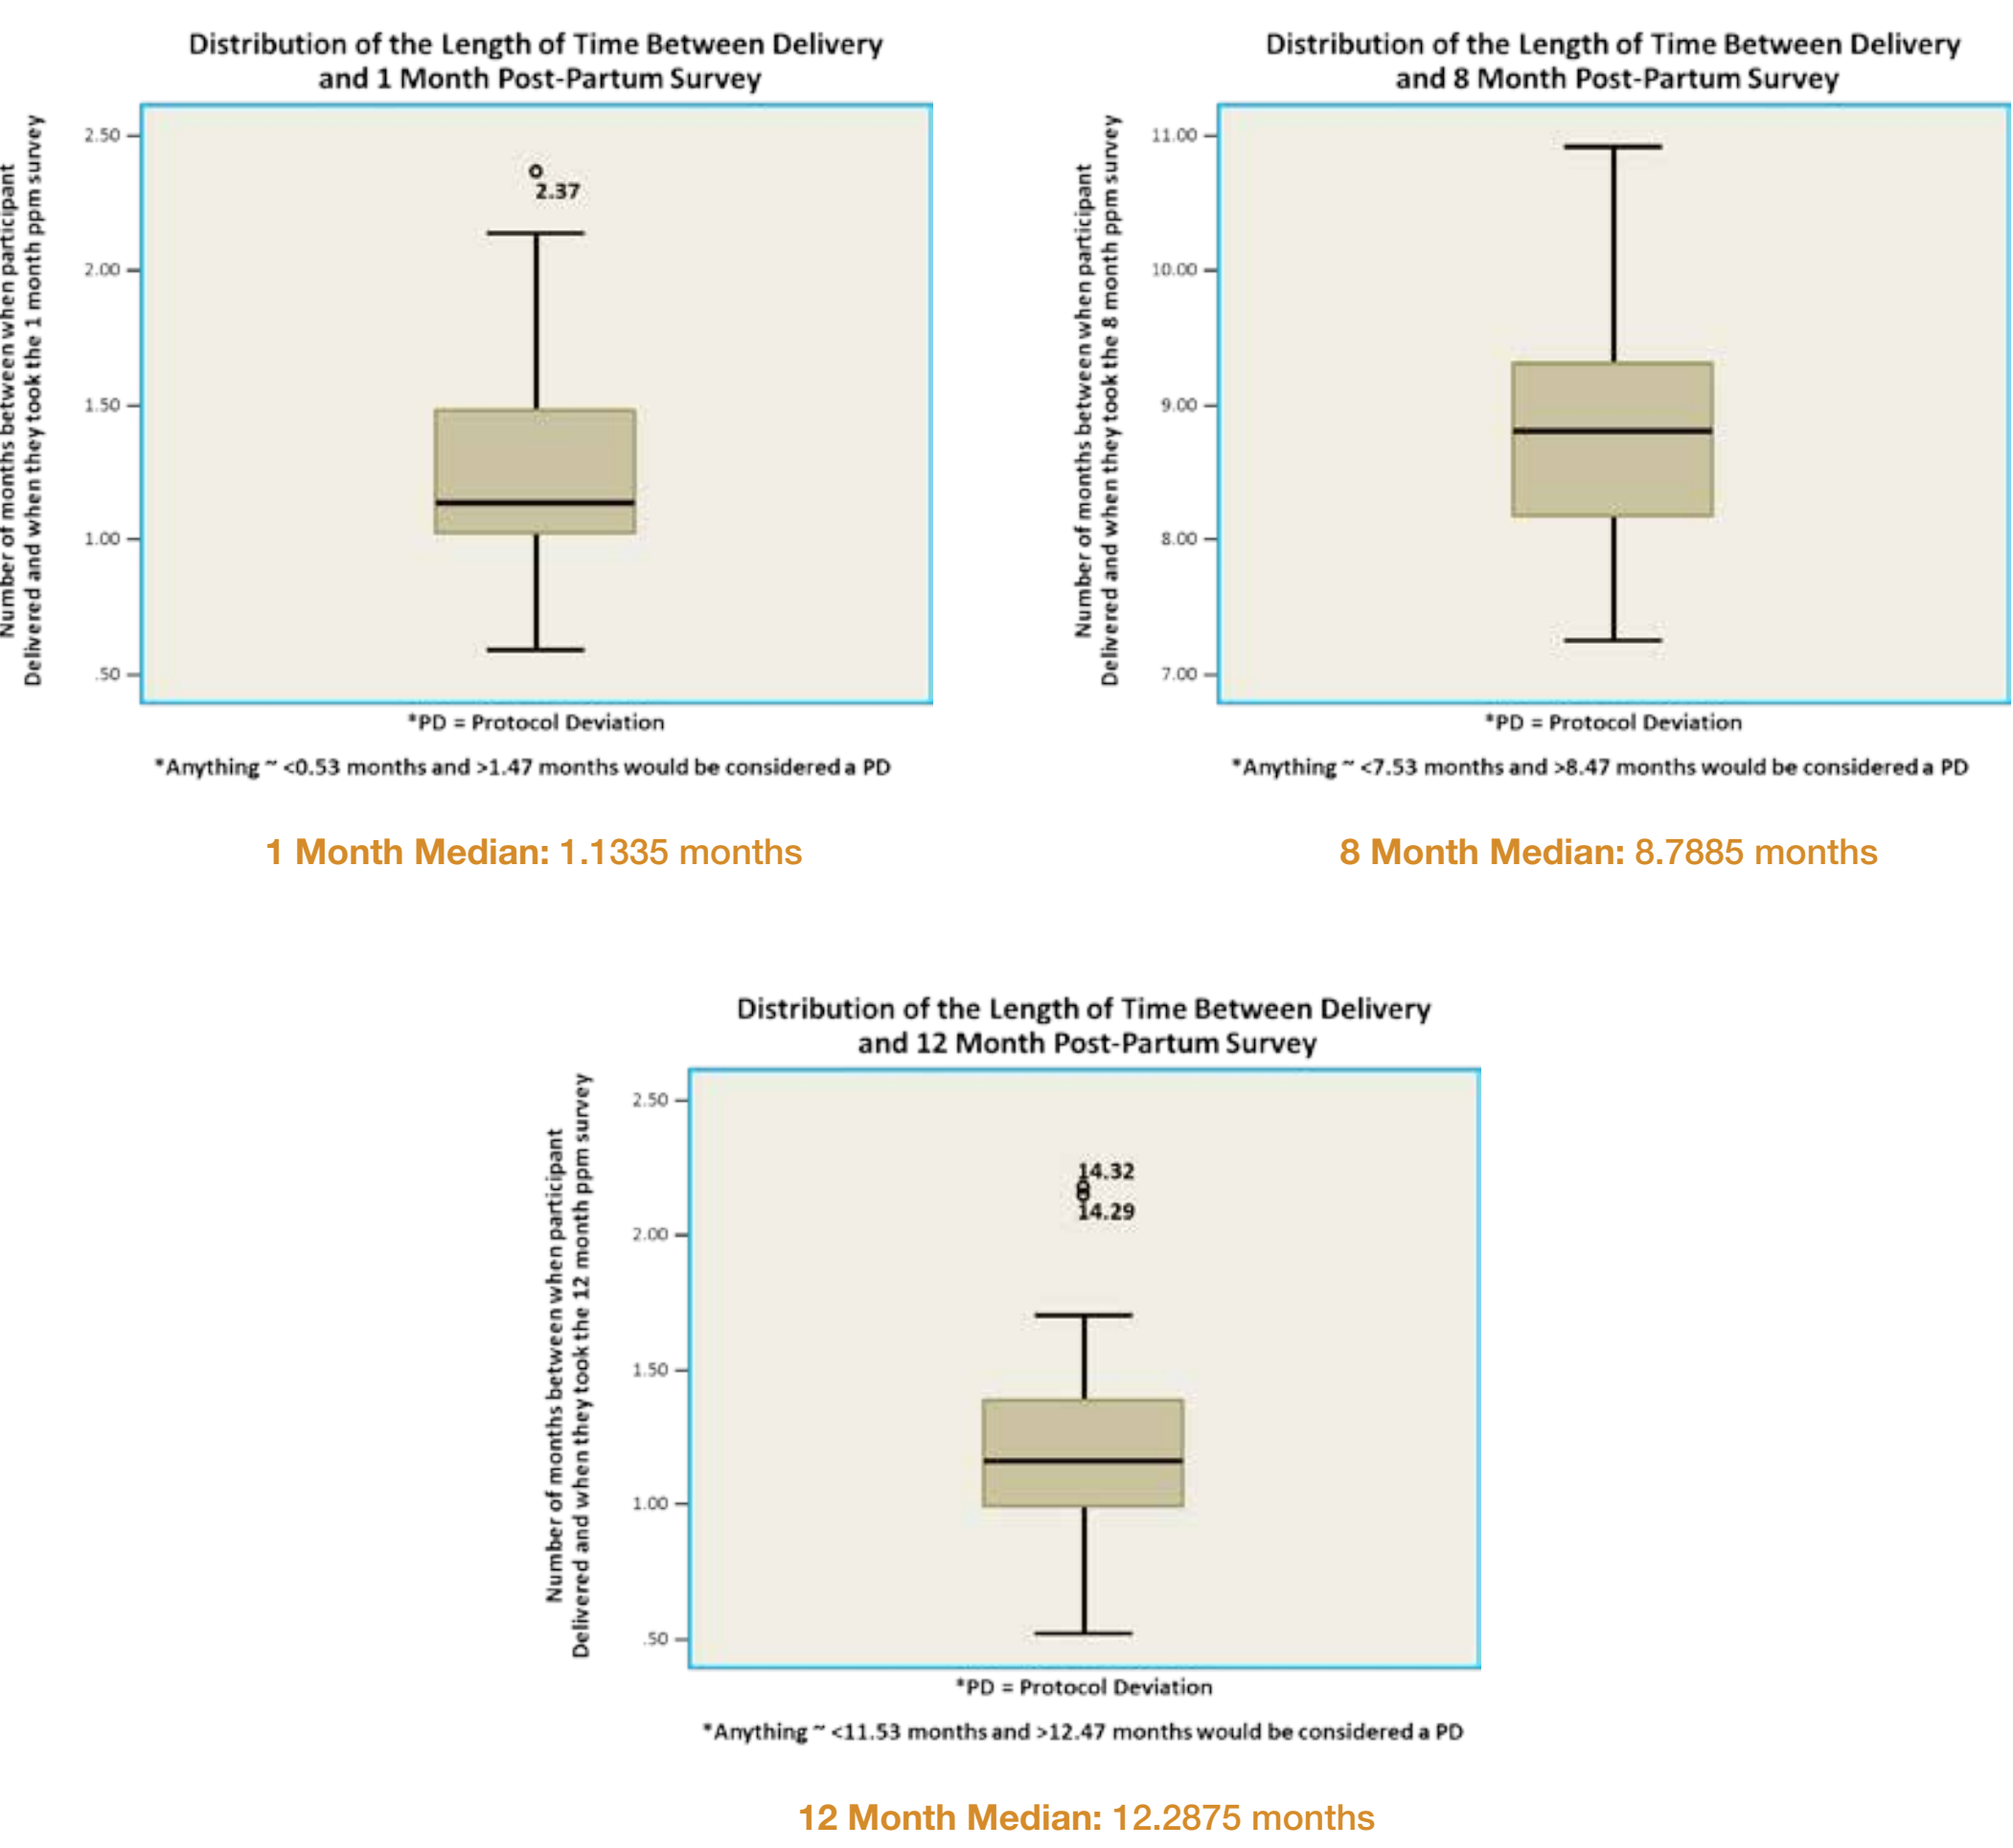 Distribution of the Length of Time Between Delivery
and 1 Month Post-Partum Survey
Number of months between when participant
Delivered and when they took the 1 month ppm survey
2.50
2.00
1.50
1.00
.50
2.37
*PD = Protocol Deviation
*Anything ~ <0.53 months and >1.47 months would be considered a PD
1 Month Median: 1.1335 months
Distribution of the Length of Time Between Delivery
and 8 Month Post-Partum Survey
Number of months between when participant
Delivered and when they took the 8 month ppm survey
11.00
10.00
9.00
8.00
7.00
*PD = Protocol Deviation
*Anything ~ <7.53 months and >8.47 months would be considered a PD
8 Month Median: 8.7885 months
Distribution of the Length of Time Between Delivery
and 12 Month Post-Partum Survey
Number of months between when participant
Delivered and when they took the 12 month ppm survey
2.50
2.00
1.50
1.00
.50
14.32
14.29
*PD = Protocol Deviation
*Anything ~ <11.53 months and >12.47 months would be considered a PD
12 Month Median: 12.2875 months